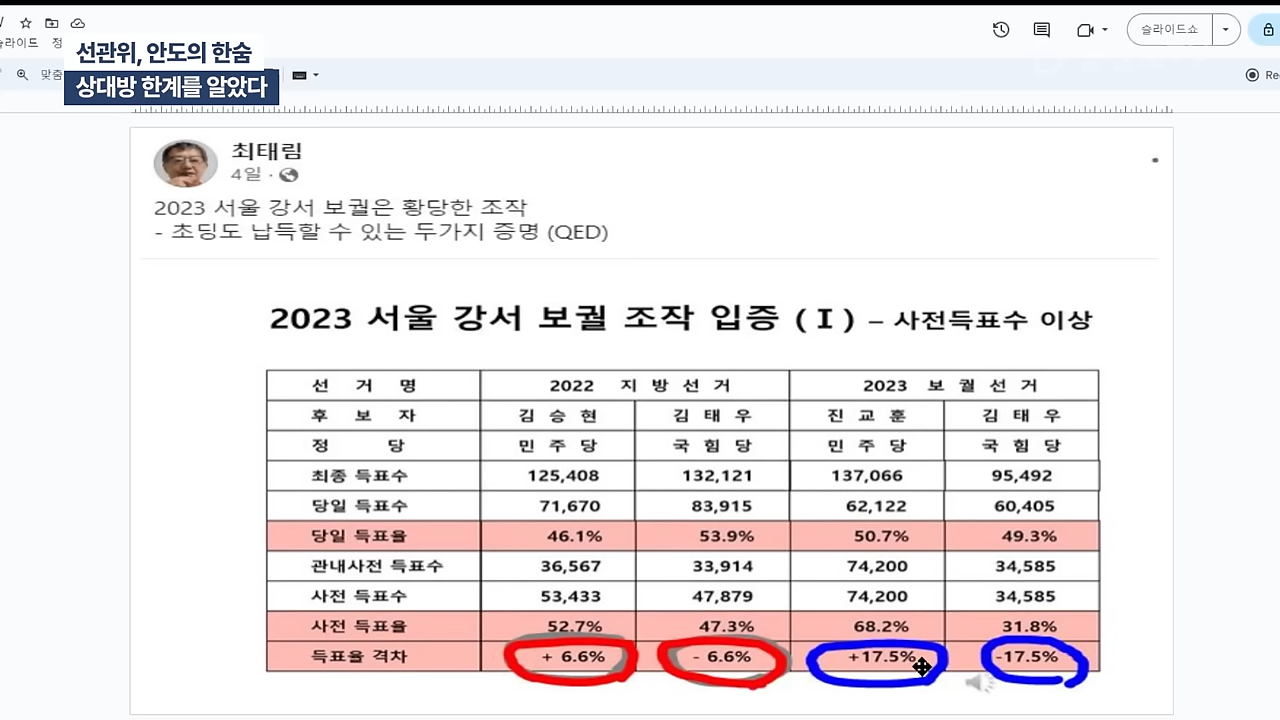 슬라이드쇼
선관위, 안도의 한숨
상대방 한계를 알았다
맞춤
Re
최태림
4일 ·
2023 서울 강서 보궐은 황당한 조작
- 초딩도 납득할 수 있는 두가지 증명 (QED)
2023 서울 강서 보궐 조작 입증 ( I ) – 사전득표수 이상
선 거 명 2022 지 방 선 거 2023 보 궐 선 거
후 보 자 김 승 현 김 태 우 진 교 훈 김 태 우
정 당 민 주 당 국 힘 당 민 주 당 국 힘 당
최종 득표수 125,408 132,121 137,066 95,492
당일 득표수 71,670 83,915 62,122 60,405
당일 득표율 46.1% 53.9% 50.7% 49.3%
관내사전 득표수 36,567 33,914 74,200 34,585
사전 득표수 53,433 47,879 74,200 34,585
사전 득표율 52.7% 47.3% 68.2% 31.8%
득표율 격차 + 6.6% - 6.6% +17.5% -17.5%